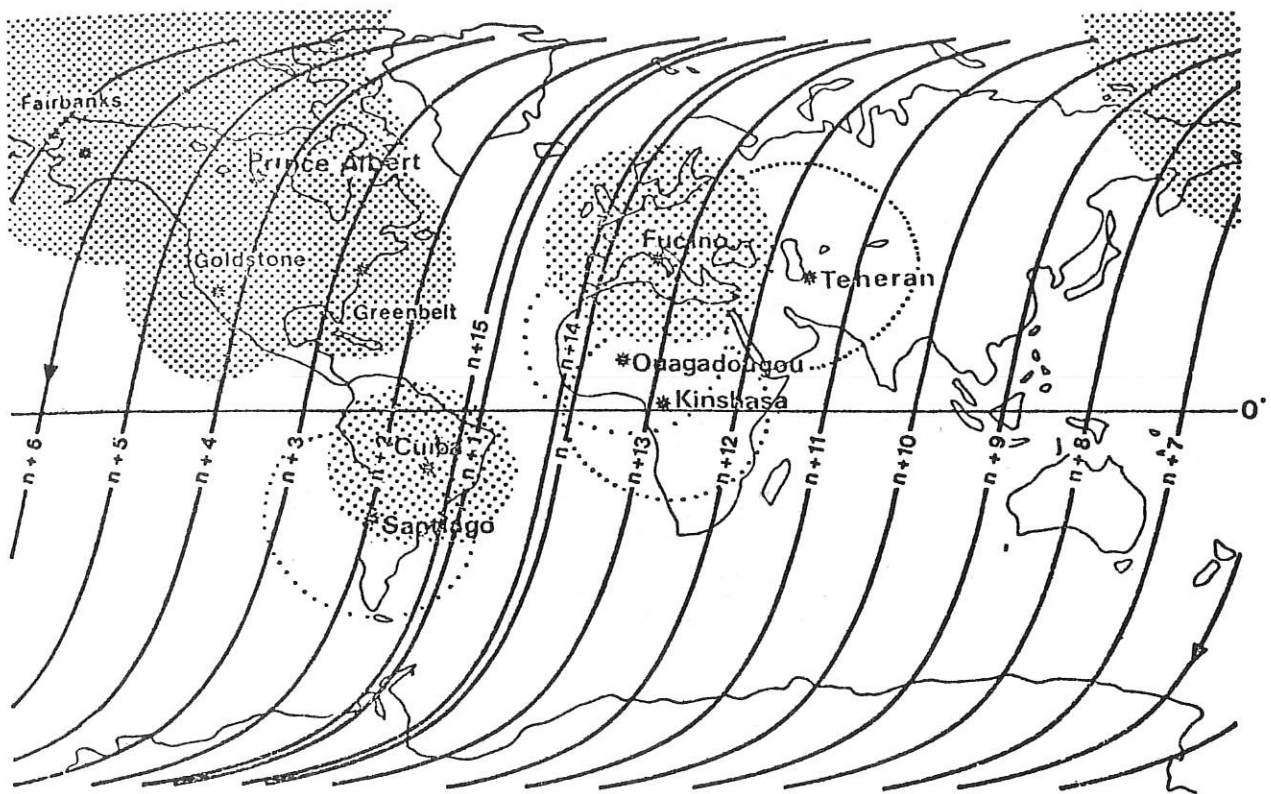 Fairbanks
Prince Albert
Goldstone
Greenbelt
Fucino
Teheran
Ouagadougou
Kinshasa
Cuiba
Santiago
n+15
n+14
0°
n+6
n+5
n+4
n+3
n+2
n+1
n
n+13
n+12
n+11
n+10
n+9
n+8
n+7